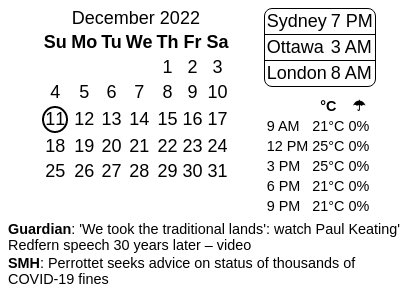 December 2022
Su Mo Tu We Th Fr Sa
1 2 3
4 5 6 7 8 9 10
11 12 13 14 15 16 17
18 19 20 21 22 23 24
25 26 27 28 29 30 31
Sydney 7 PM
Ottawa 3 AM
London 8 AM
°C ☂
9 AM 21°C 0%
12 PM 25°C 0%
3 PM 25°C 0%
6 PM 21°C 0%
9 PM 21°C 0%
Guardian: 'We took the traditional lands': watch Paul Keating'
Redfern speech 30 years later – video
SMH: Perrottet seeks advice on status of thousands of
COVID-19 fines